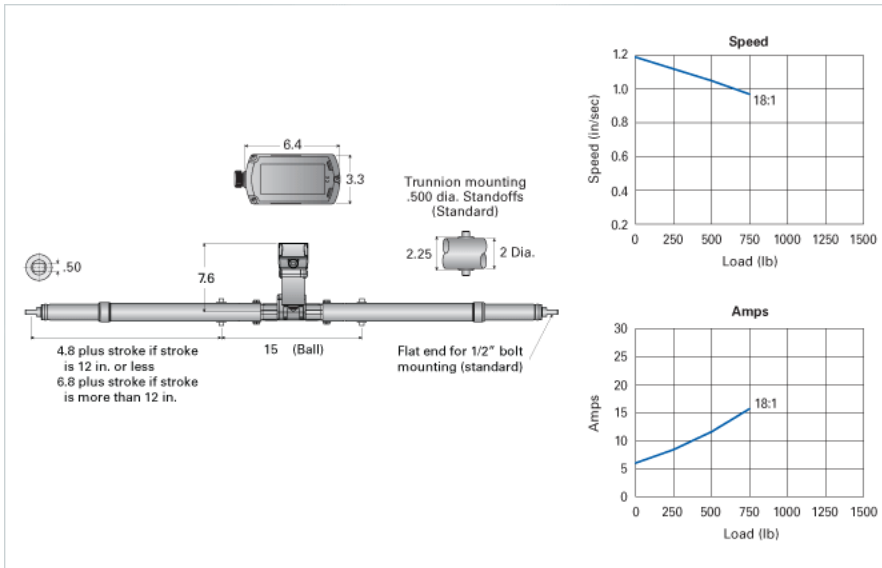 6.4
3.3
Trunnion mounting
.500 dia. Standoffs
(Standard)
2.25
2 Dia.
.50
7.6
4.8 plus stroke if stroke
is 12 in. or less
6.8 plus stroke if stroke
is more than 12 in.
15 (Ball)
Flat end for 1/2" bolt
mounting (standard)
Speed
Speed (in/sec)
1.2
1.0
0.8
0.6
0.4
0.2
18:1
0 250 500 750 1000 1250 1500
Load (lb)
Amps
Amps
30
25
20
15
10
5
0
18:1
0 250 500 750 1000 1250 1500
Load (lb)